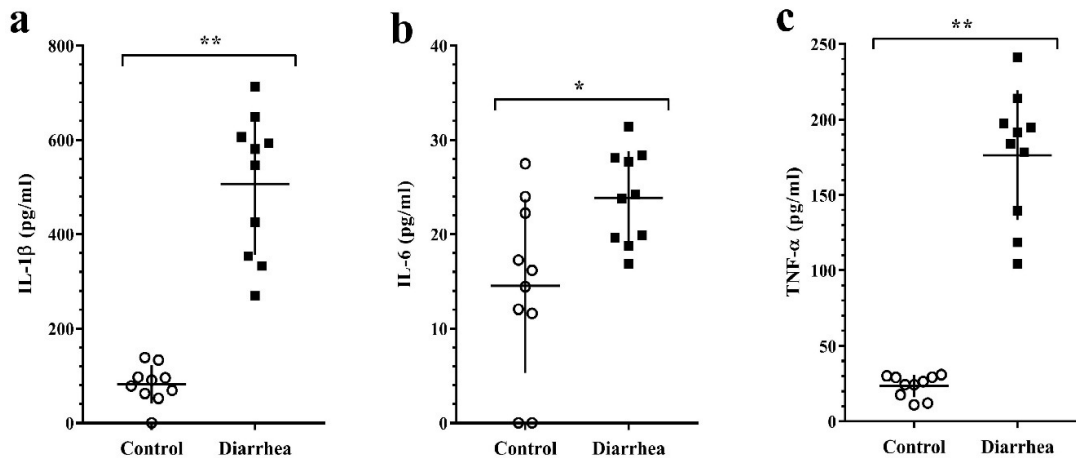 a
**
IL-1β (pg/ml)
800
600
400
200
0
Control Diarrhea
b
*
IL-6 (pg/ml)
40
30
20
10
0
Control Diarrhea
c
**
TNF-α (pg/ml)
250
200
150
100
50
0
Control Diarrhea